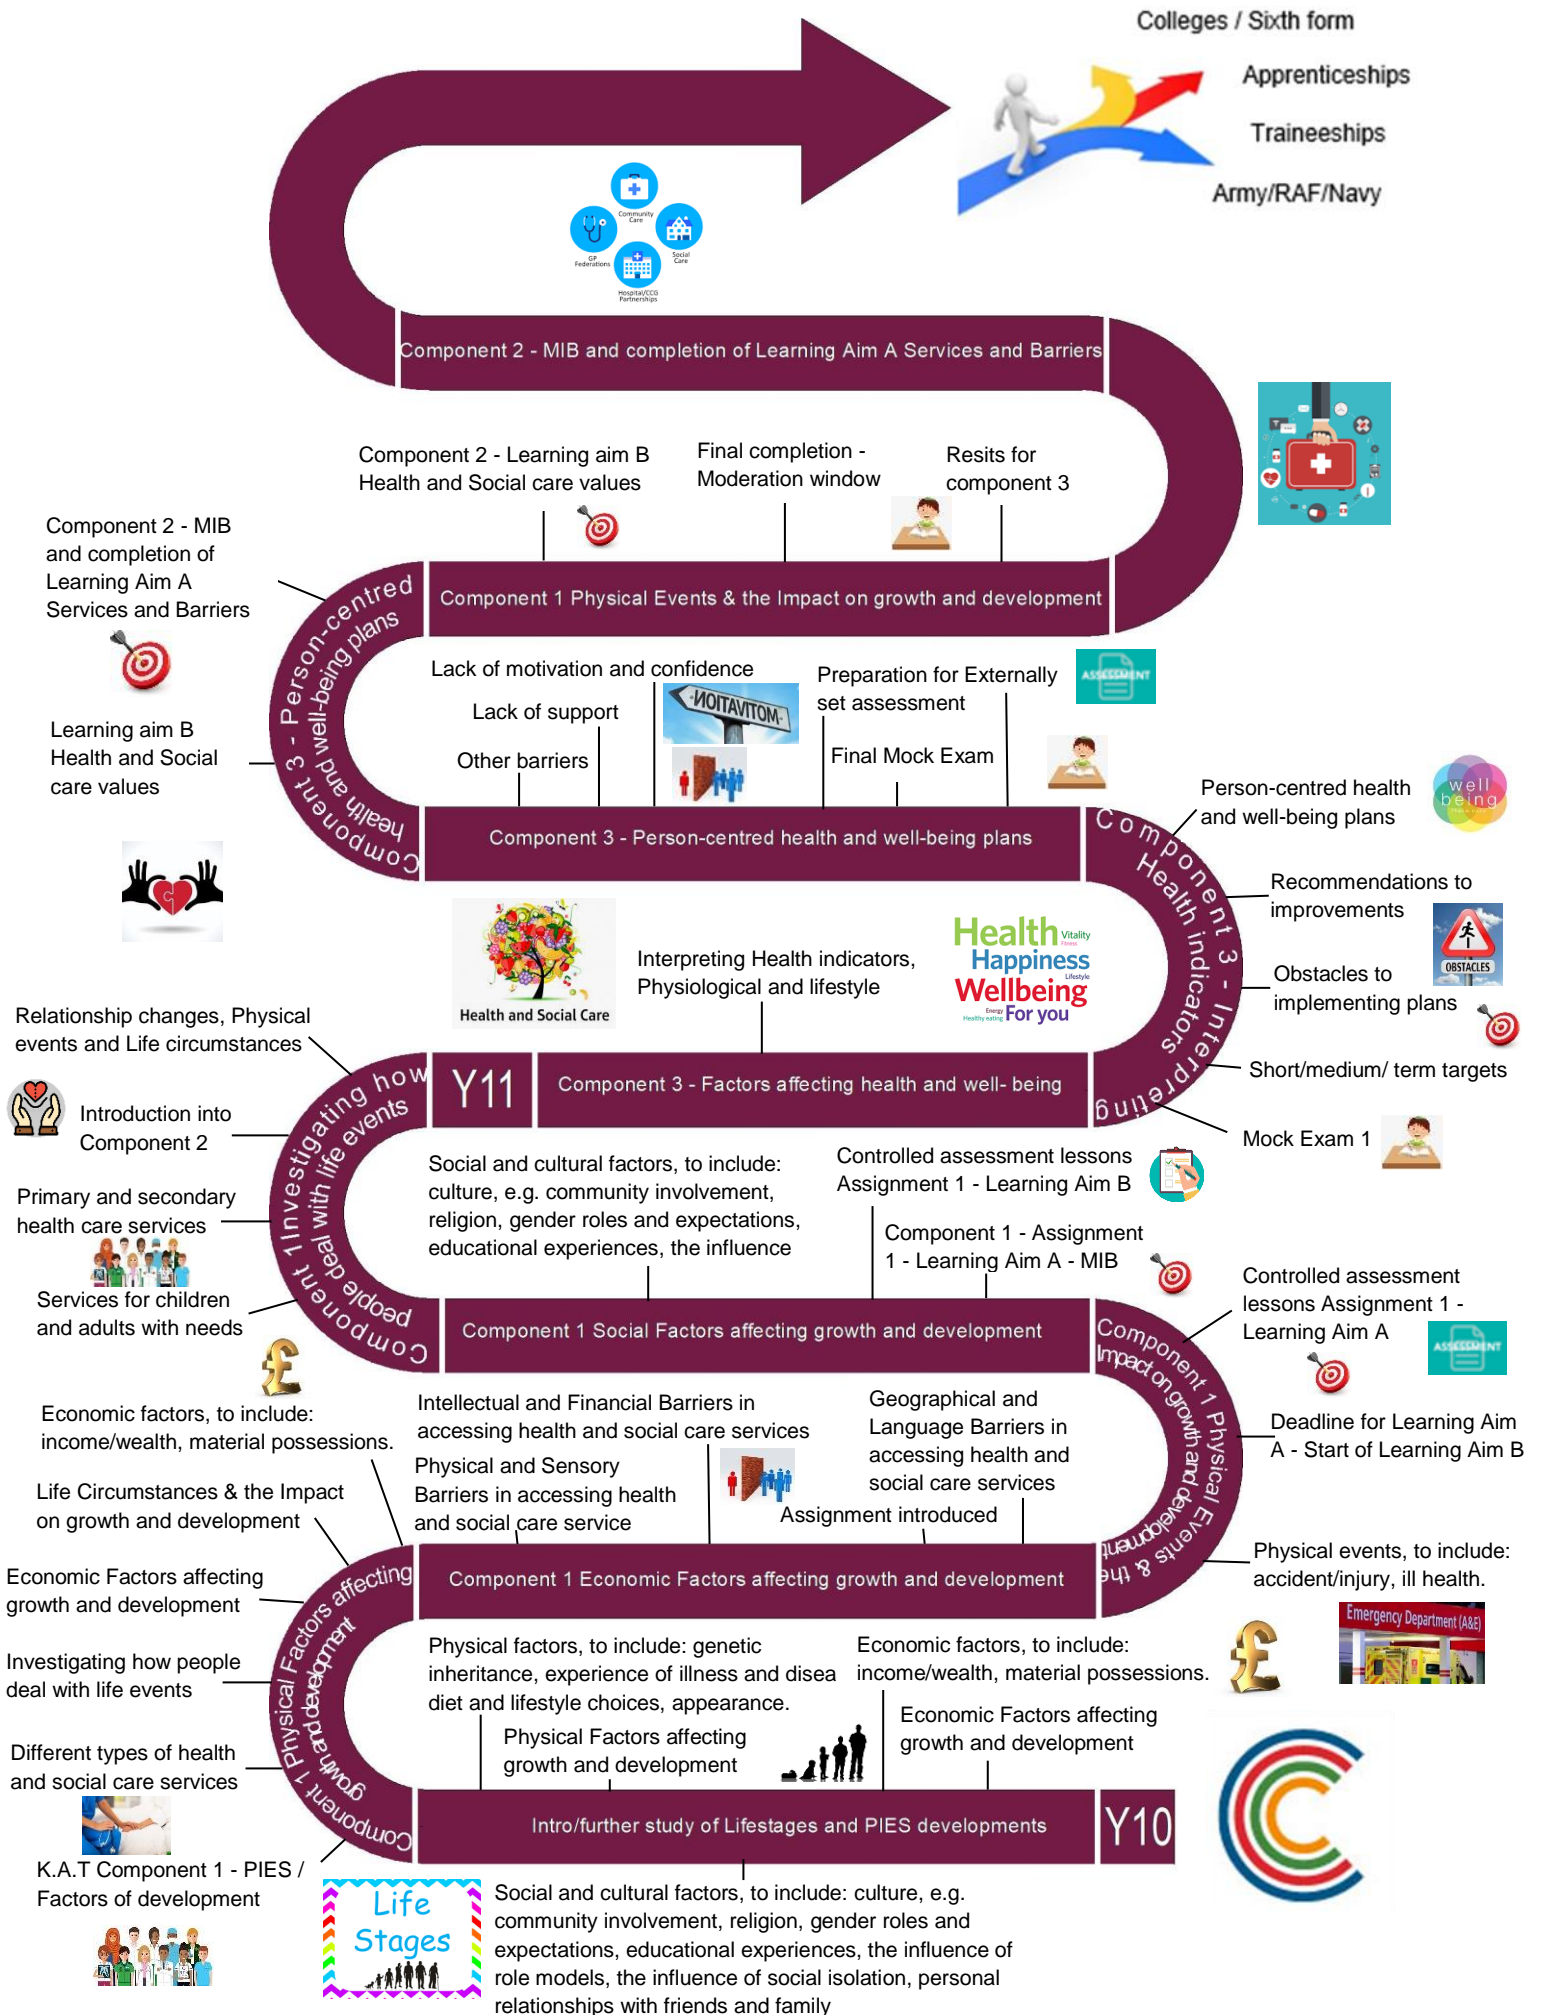 Colleges / Sixth form
Apprenticeships
Traineeships
Army/RAF/Navy
Community
Care
GP
Federations
Social
Care
Hospital/CCG
Partnerships
Component 2 - MIB and completion of Learning Aim A Services and Barriers
Component 2 - Learning aim B
Health and Social care values
Final completion -
Moderation window
Resits for
component 3
Component 2 - MIB
and completion of
Learning Aim A
Services and Barriers
Component 1 Physical Events & the Impact on growth and development
Component 3 - Person-centred
health and well-being plans
Learning aim B
Health and Social
care values
Lack of motivation and confidence
Lack of support
Other barriers
MOTIVATION
Preparation for Externally
set assessment
ASSESSMENT
Final Mock Exam
Component 3 - Person-centred health and well-being plans
Person-centred health
and well-being plans
well
being
Component 3 - Interpreting
Health indicators
Recommendations to
improvements
OBSTACLES
Obstacles to
implementing plans
Short/medium/ term targets
Mock Exam 1
Health and Social Care
Interpreting Health indicators,
Physiological and lifestyle
Health
Vitality
Fitness
Happiness
Lifestyle
Wellbeing
Energy
Healthy eating
For you
Relationship changes, Physical
events and Life circumstances
Y11
Component 3 - Factors affecting health and well- being
Introduction into
Component 2
Component 1Investigating how
people deal with life events
Primary and secondary
health care services
Services for children
and adults with needs
Social and cultural factors, to include:
culture, e.g. community involvement,
religion, gender roles and expectations,
educational experiences, the influence
Controlled assessment lessons
Assignment 1 - Learning Aim B
Component 1 - Assignment
1 - Learning Aim A - MIB
Component 1 Social Factors affecting growth and development
Controlled assessment
lessons Assignment 1 -
Learning Aim A
ASSESSMENT
Component 1 Physical Events & the
Impact on growth and development
Deadline for Learning Aim
A - Start of Learning Aim B
Physical events, to include:
accident/injury, ill health.
Emergency Department (A&E)
Economic factors, to include:
income/wealth, material possessions.
Intellectual and Financial Barriers in
accessing health and social care services
Physical and Sensory
Barriers in accessing health
and social care service
Geographical and
Language Barriers in
accessing health and
social care services
Assignment introduced
Life Circumstances & the Impact
on growth and development
Component 1 Economic Factors affecting growth and development
Economic Factors affecting
growth and development
Component 1 Physical Factors affecting
growth and development
Investigating how people
deal with life events
Different types of health
and social care services
K.A.T Component 1 - PIES /
Factors of development
Physical factors, to include: genetic
inheritance, experience of illness and disea
diet and lifestyle choices, appearance.
Physical Factors affecting
growth and development
Economic factors, to include:
income/wealth, material possessions.
Economic Factors affecting
growth and development
Intro/further study of Lifestages and PIES developments
Y10
Life
Stages
Social and cultural factors, to include: culture, e.g.
community involvement, religion, gender roles and
expectations, educational experiences, the influence of
role models, the influence of social isolation, personal
relationships with friends and family